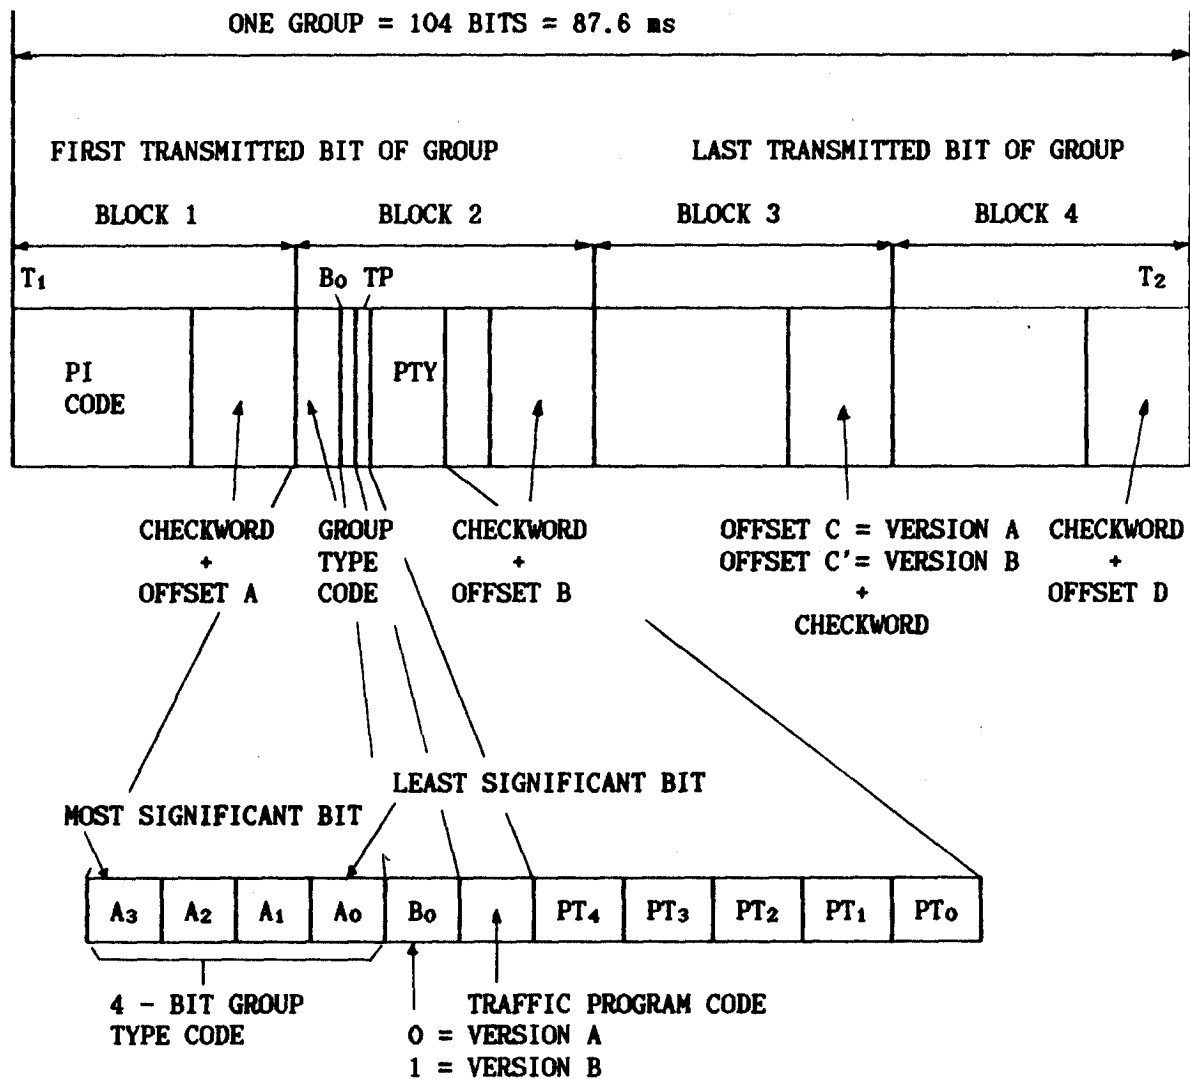 ONE GROUP = 104 BITS = 87.6 ms
FIRST TRANSMITTED BIT OF GROUP
LAST TRANSMITTED BIT OF GROUP
BLOCK 1
BLOCK 2
BLOCK 3
BLOCK 4
T1
B0 TP
T2
PI
CODE
PTY
CHECKWORD
+
OFFSET A
GROUP
TYPE
CODE
CHECKWORD
+
OFFSET B
OFFSET C = VERSION A
OFFSET C'= VERSION B
+
CHECKWORD
CHECKWORD
+
OFFSET D
LEAST SIGNIFICANT BIT
MOST SIGNIFICANT BIT
A3 A2 A1 A0 B0 PT4 PT3 PT2 PT1 PT0
4 - BIT GROUP
TYPE CODE
TRAFFIC PROGRAM CODE
0 = VERSION A
1 = VERSION B